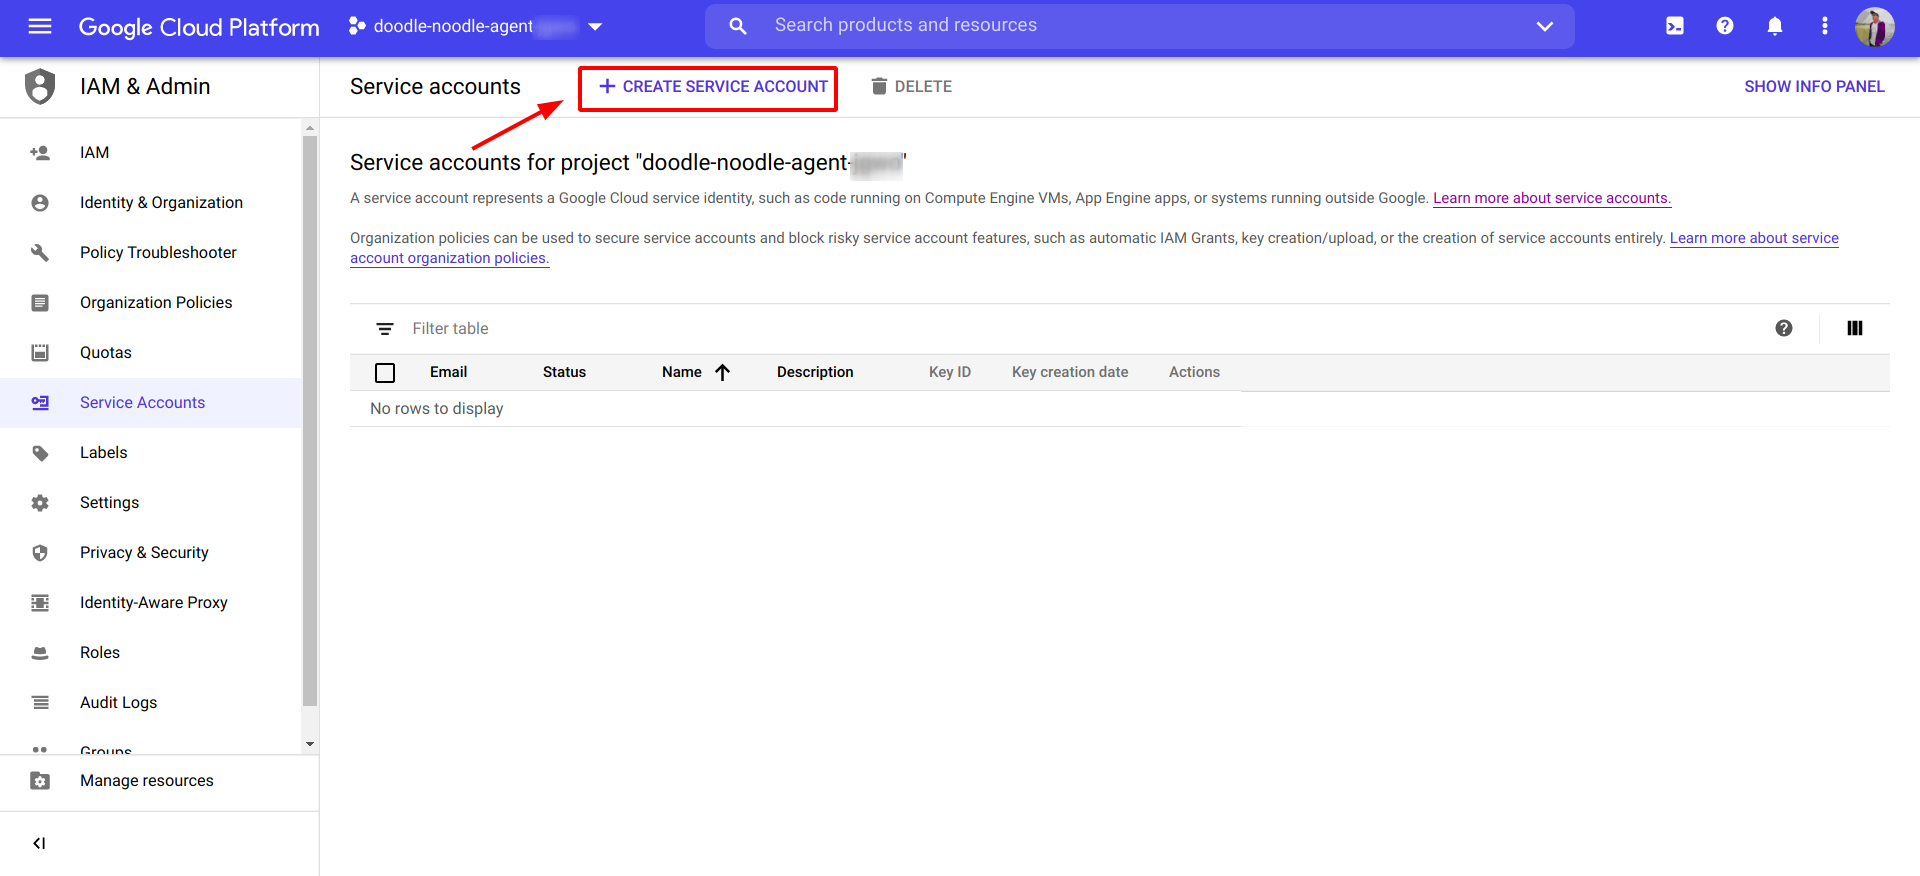 Google Cloud Platform
doodle-noodle-agent
Search products and resources
IAM & Admin
Service accounts
CREATE SERVICE ACCOUNT
DELETE
SHOW INFO PANEL
IAM
Identity & Organization
Policy Troubleshooter
Organization Policies
Quotas
Service Accounts
Labels
Settings
Privacy & Security
Identity-Aware Proxy
Roles
Audit Logs
Groups
Manage resources
Service accounts for project "doodle-noodle-agent-
A service account represents a Google Cloud service identity, such as code running on Compute Engine VMs, App Engine apps, or systems running outside Google. Learn more about service accounts.
Organization policies can be used to secure service accounts and block risky service account features, such as automatic IAM Grants, key creation/upload, or the creation of service accounts entirely. Learn more about service
account organization policies.
Filter table
Email Status Name Description Key ID Key creation date Actions
No rows to display